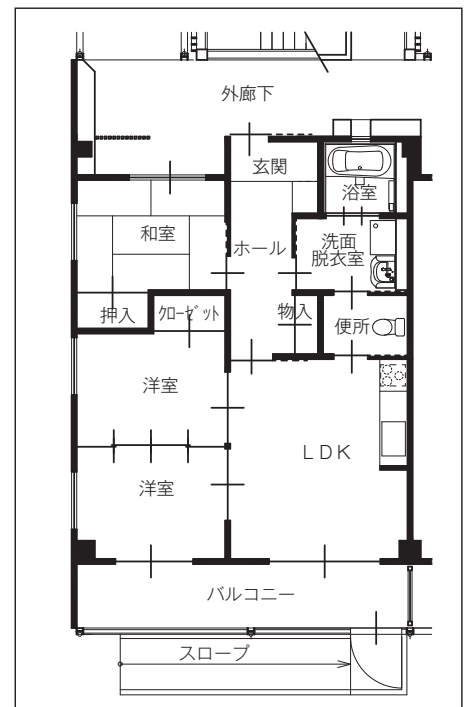 外廊下
玄関
浴室
和室
ホール
洗面
脱衣室
押入
クローゼット
物入
便所
洋室
LDK
洋室
バルコニー
スロープ